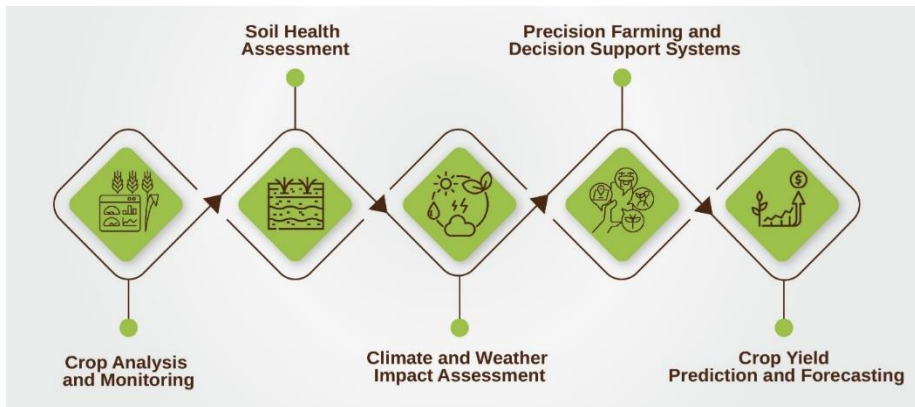 Soil Health
Assessment
Precision Farming and
Decision Support Systems
$
Crop Analysis
and Monitoring
Climate and Weather
Impact Assessment
Crop Yield
Prediction and Forecasting